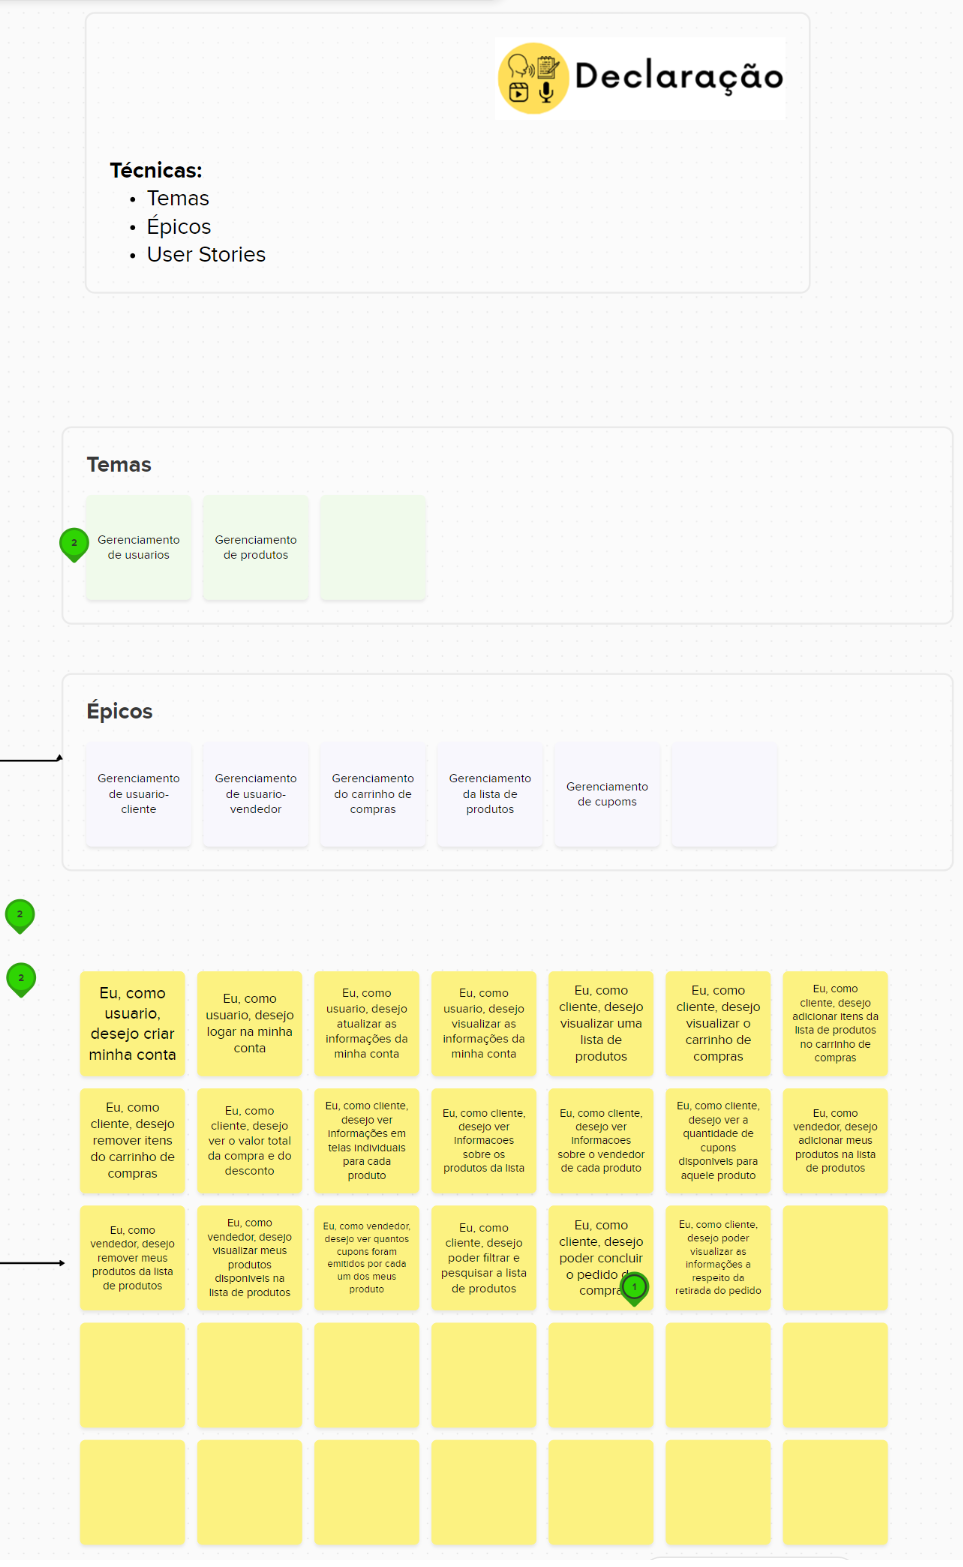 Declaração
Técnicas:
• Temas
• Épicos
• User Stories
Temas
2
Gerenciamento
de usuarios
Gerenciamento
de produtos
Épicos
Gerenciamento
de usuario-
cliente
Gerenciamento
de usuario-
vendedor
Gerenciamento
do carrinho de
compras
Gerenciamento
da lista de
produtos
Gerenciamento
de cupoms
2
2
Eu, como
usuario,
desejo criar
minha conta
Eu, como
usuario, desejo
logar na minha
conta
Eu, como
usuario, desejo
atualizar as
informações da
minha conta
Eu, como
usuario, desejo
visualizar as
informações da
minha conta
Eu, como
cliente, desejo
visualizar uma
lista de
produtos
Eu, como
cliente, desejo
visualizar o
carrinho de
compras
Eu, como
cliente, desejo
adicionar itens da
lista de produtos
no carrinho de
compras
Eu, como
cliente, desejo
remover itens
do carrinho de
compras
Eu, como
cliente, desejo
ver o valor total
da compra e do
desconto
Eu, como cliente,
desejo ver
informações em
telas individuais
para cada
produto
Eu, como cliente,
desejo ver
informacoes
sobre os
produtos da lista
Eu, como cliente,
desejo ver
informacoes
sobre o vendedor
de cada produto
Eu, como cliente,
desejo ver a
quantidade de
cupons
disponiveis para
aquele produto
Eu, como
vendedor, desejo
adicionar meus
produtos na lista
de produtos
Eu, como
vendedor, desejo
remover meus
produtos da lista
de produtos
Eu, como
vendedor, desejo
visualizar meus
produtos
disponiveis na
lista de produtos
Eu, como vendedor,
desejo ver quantos
cupons foram
emitidos por cada
um dos meus
produto
Eu, como
cliente, desejo
poder filtrar e
pesquisar a lista
de produtos
Eu, como
cliente, desejo
poder concluir
o pedido
compra
1
Eu, como cliente,
desejo poder
visualizar as
informações a
respeito da
retirada do pedido